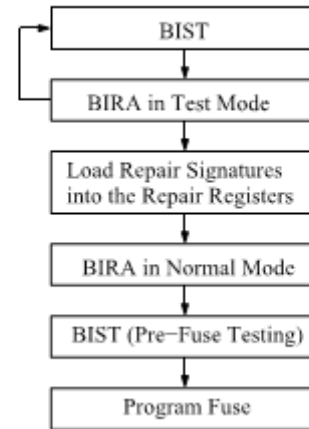 BIST
BIRA in Test Mode
Load Repair Signatures
into the Repair Registers
BIRA in Normal Mode
BIST (Pre−Fuse Testing)
Program Fuse